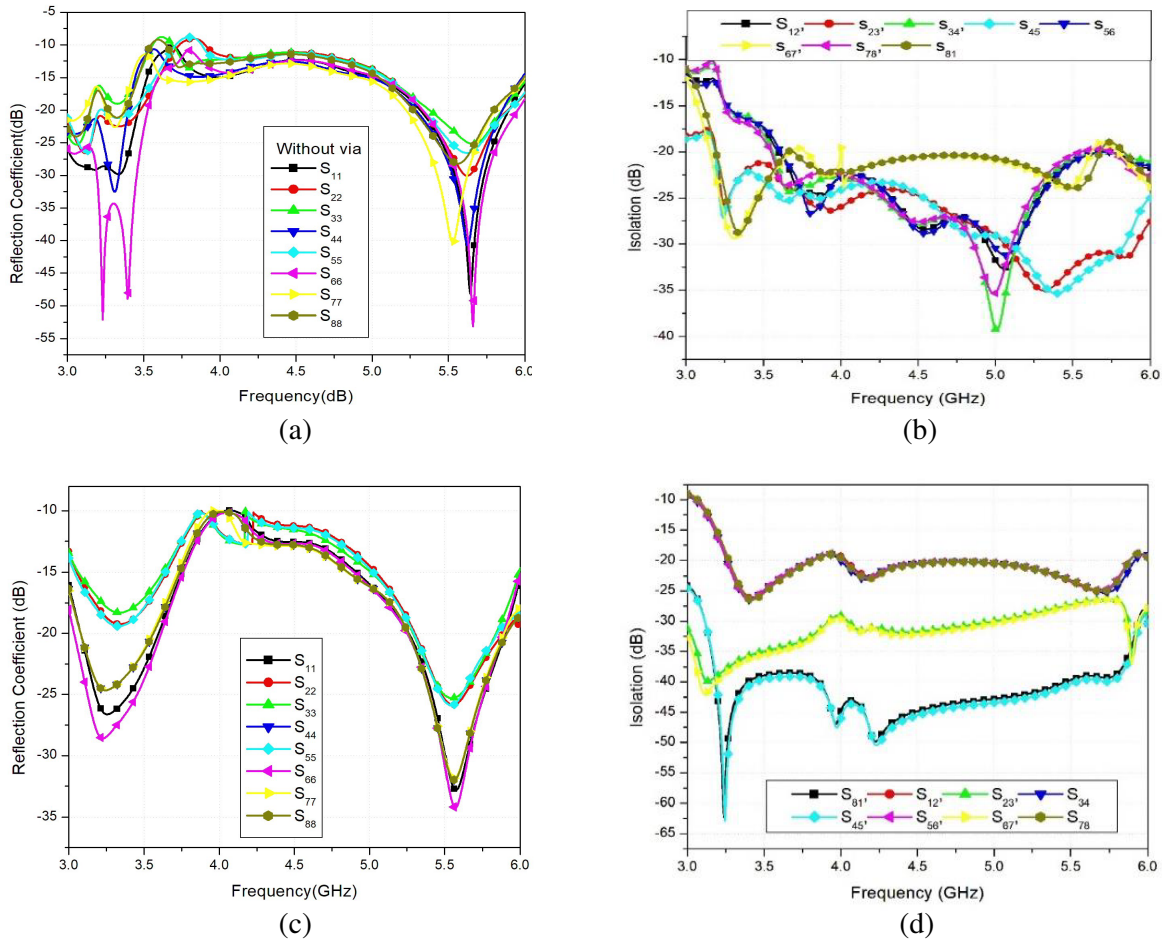 -5
-10
-15
-20
-25
-30
-35
-40
-45
-50
-55
Reflection Coefficient(dB)
Without via
S11
S22
S33
S44
S55
S66
S77
S88
3.0 3.5 4.0 4.5 5.0 5.5 6.0
Frequency(dB)
(a)
S12, S23, S34, S45 S56
S67, S78, S81
-10
-15
-20
-25
-30
-35
-40
Isolation (dB)
3.0 3.5 4.0 4.5 5.0 5.5 6.0
Frequency (GHz)
(b)
-10
-15
-20
-25
-30
-35
Reflection Coefficient (dB)
S11
S22
S33
S44
S55
S66
S77
S88
3.0 3.5 4.0 4.5 5.0 5.5 6.0
Frequency(GHz)
(c)
-10
-15
-20
-25
-30
-35
-40
-45
-50
-55
-60
-65
Isolation (dB)
S81, S12, S23, S34
S45, S56, S67, S78
3.0 3.5 4.0 4.5 5.0 5.5 6.0
Frequency (GHz)
(d)